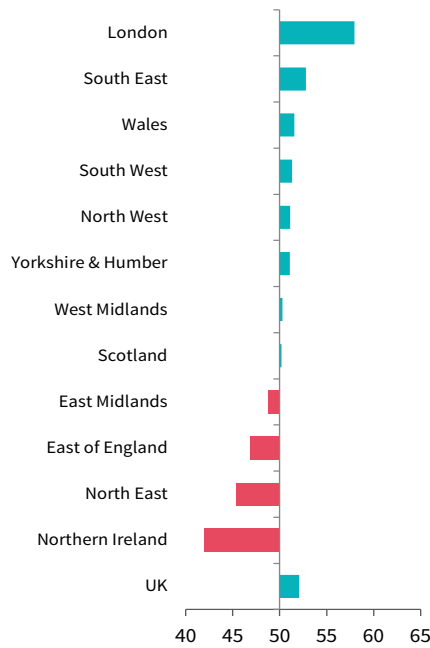 London
South East
Wales
South West
North West
Yorkshire & Humber
West Midlands
Scotland
East Midlands
East of England
North East
Northern Ireland
UK
40 45 50 55 60 65